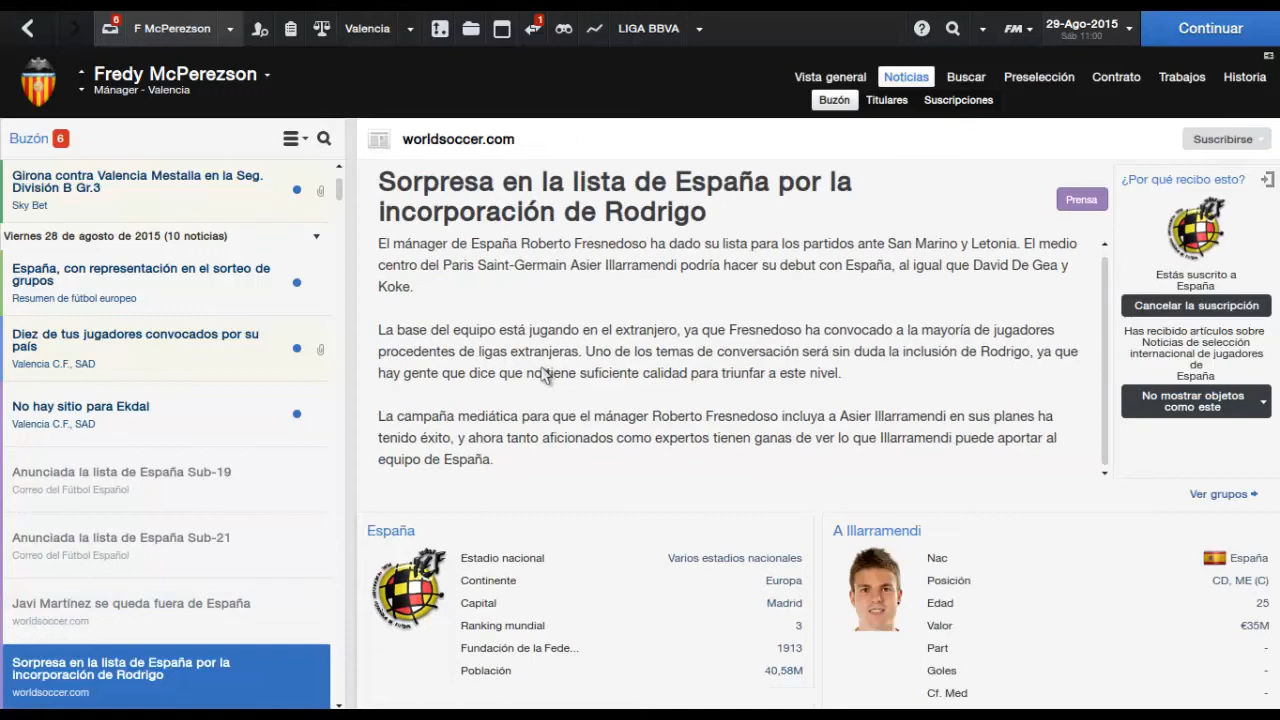 6
F McPerezson
Valencia
1
LIGA BBVA
FM
29-Ago-2015
Sáb 11:00
Continuar
Fredy McPerezson
Mánager - Valencia
Vista general
Noticias
Buscar
Preselección
Contrato
Trabajos
Historia
Buzón
Titulares
Suscripciones
Buzón 6
Girona contra Valencia Mestalla en la Seg.
División B Gr.3
Sky Bet
Viernes 28 de agosto de 2015 (10 noticias)
España, con representación en el sorteo de
grupos
Resumen de fútbol europeo
Diez de tus jugadores convocados por su
país
Valencia C.F., SAD
No hay sitio para Ekdal
Valencia C.F., SAD
Anunciada la lista de España Sub-19
Correo del Fútbol Español
Anunciada la lista de España Sub-21
Correo del Fútbol Español
Javi Martínez se queda fuera de España
worldsoccer.com
Sorpresa en la lista de España por la
incorporación de Rodrigo
worldsoccer.com
worldsoccer.com
Suscribirse
Sorpresa en la lista de España por la
incorporación de Rodrigo
Prensa
El mánager de España Roberto Fresnedoso ha dado su lista para los partidos ante San Marino y Letonia. El medio
centro del Paris Saint-Germain Asier Illarramendi podría hacer su debut con España, al igual que David De Gea y
Koke.
La base del equipo está jugando en el extranjero, ya que Fresnedoso ha convocado a la mayoría de jugadores
procedentes de ligas extranjeras. Uno de los temas de conversación será sin duda la inclusión de Rodrigo, ya que
hay gente que dice que no tiene suficiente calidad para triunfar a este nivel.
La campaña mediática para que el mánager Roberto Fresnedoso incluya a Asier Illarramendi en sus planes ha
tenido éxito, y ahora tanto aficionados como expertos tienen ganas de ver lo que Illarramendi puede aportar al
equipo de España.
¿Por qué recibo esto?
Estás suscrito a
España
Cancelar la suscripción
Has recibido artículos sobre
Noticias de selección
internacional de jugadores
de
España
No mostrar objetos
como este
Ver grupos
España
Estadio nacional Varios estadios nacionales
Continente Europa
Capital Madrid
Ranking mundial 3
Fundación de la Fede... 1913
Población 40,58M
A Illarramendi
Nac España
Posición CD, ME (C)
Edad 25
Valor €35M
Part -
Goles -
Cf. Med -